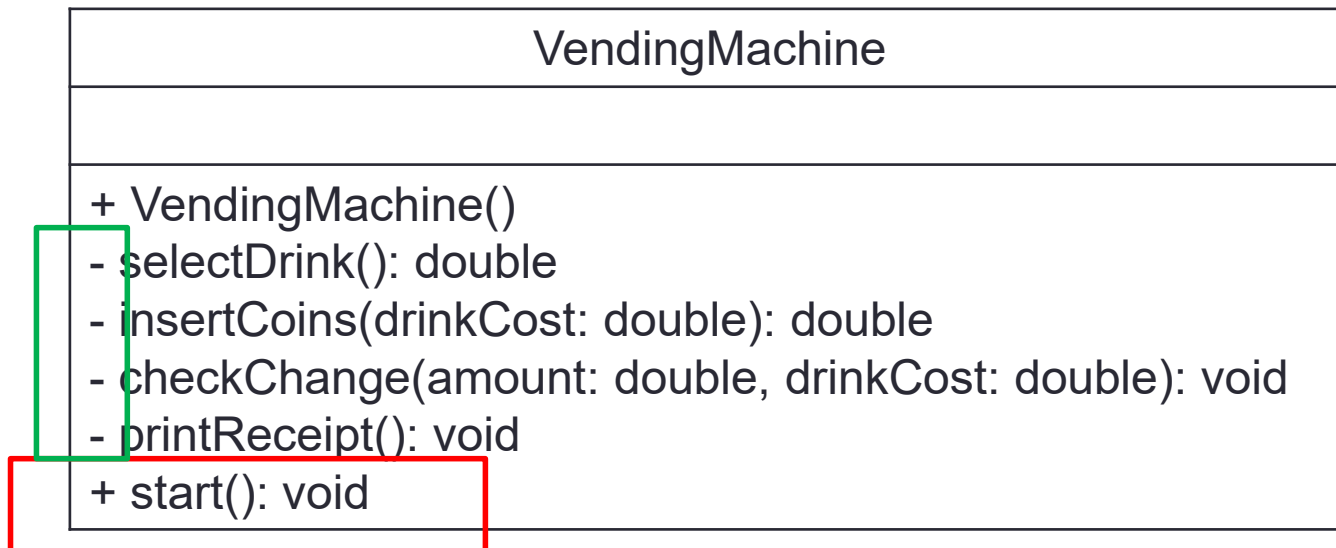 VendingMachine
+ VendingMachine()
- selectDrink(): double
- insertCoins(drinkCost: double): double
- checkChange(amount: double, drinkCost: double): void
- printReceipt(): void
+ start(): void